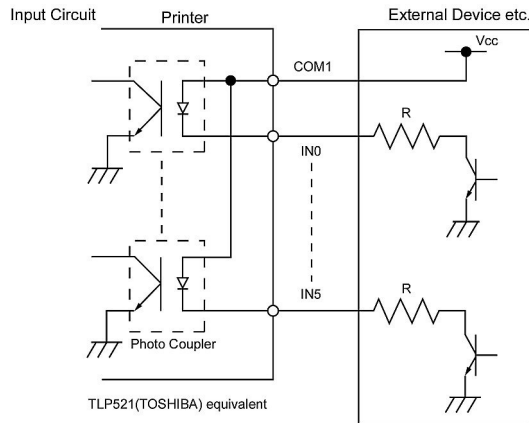 Input Circuit
Printer
External Device etc.
Vcc
COM1
R
IN0
IN5
R
Photo Coupler
TLP521(TOSHIBA) equivalent